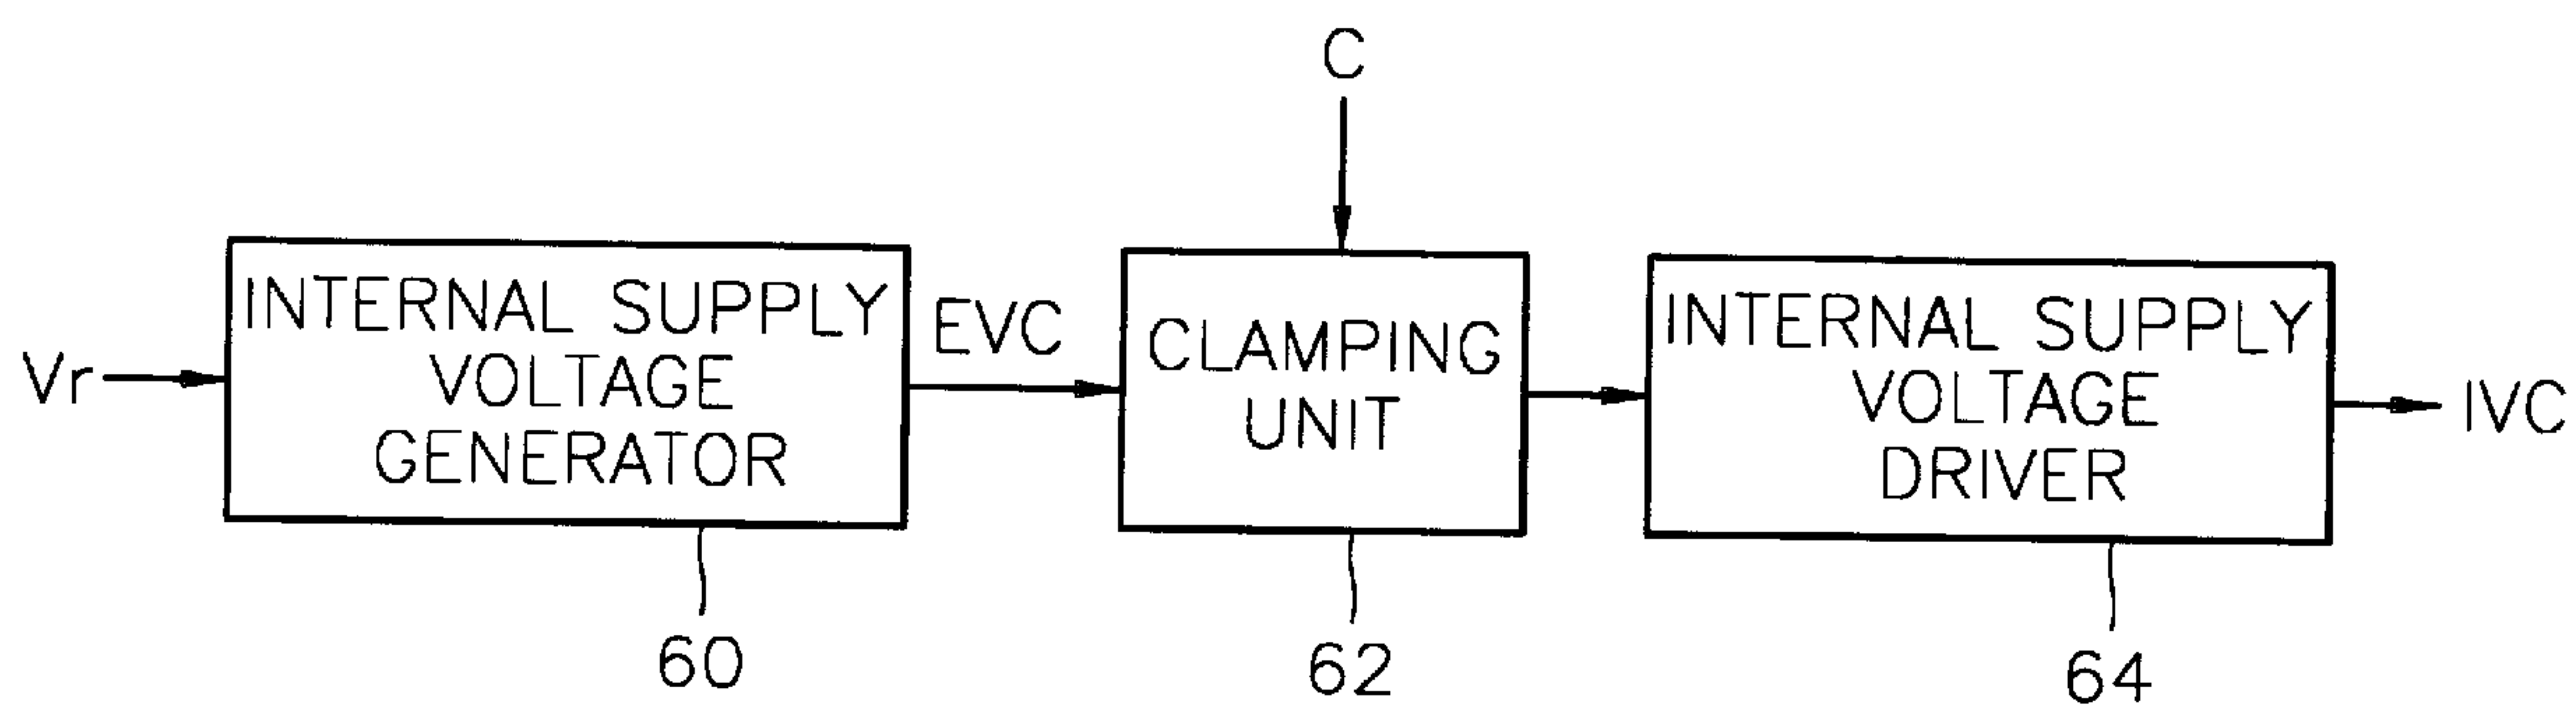 C
Vr
INTERNAL SUPPLY
VOLTAGE
GENERATOR
EVC
CLAMPING
UNIT
INTERNAL SUPPLY
VOLTAGE
DRIVER
IVC
60
62
64